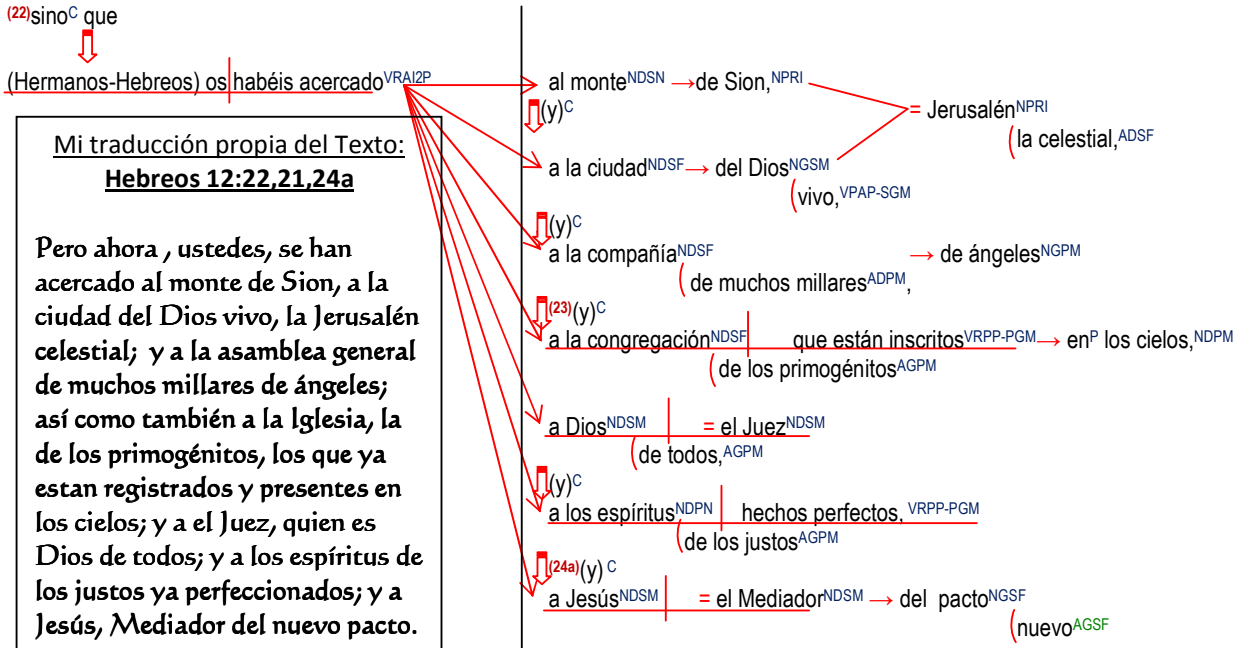 (22)sinoC que
(Hermanos-Hebreos) os habéis acercadoVRAI2P
Mi traducción propia del Texto:
Hebreos 12:22,21,24a
Pero ahora , ustedes, se han
acercado al monte de Sion, a la
ciudad del Dios vivo, la Jerusalén
celestial; y a la asamblea general
de muchos millares de ángeles;
así como también a la Iglesia, la
de los primogénitos, los que ya
estan registrados y presentes en
los cielos; y a el Juez, quien es
Dios de todos; y a los espíritus de
los justos ya perfeccionados; y a
Jesús, Mediador del nuevo pacto.
al monteNDSN → de Sion,NPRI
= JerusalénNPRI
(la celestial,ADSF
(y)C
a la ciudadNDSF → del DiosNGSM
(vivo,VPAP-SGM
(y)C
a la compañíaNDSF → de ángelesNGPM
(de muchos millaresADPM,
(23)(y)C
a la congregaciónNDSF que están inscritosVRPP-PGM → enP los cielos,NDPM
(de los primogénitosAGPM
a DiosNDSM = el JuezNDSM
(de todos,AGPM
(y)C
a los espíritusNDPN hechos perfectos, VRPP-PGM
(de los justosAGPM
(24a)(y) C
a JesúsNDSM = el MediadorNDSM → del pactoNGSF
(nuevoAGSF